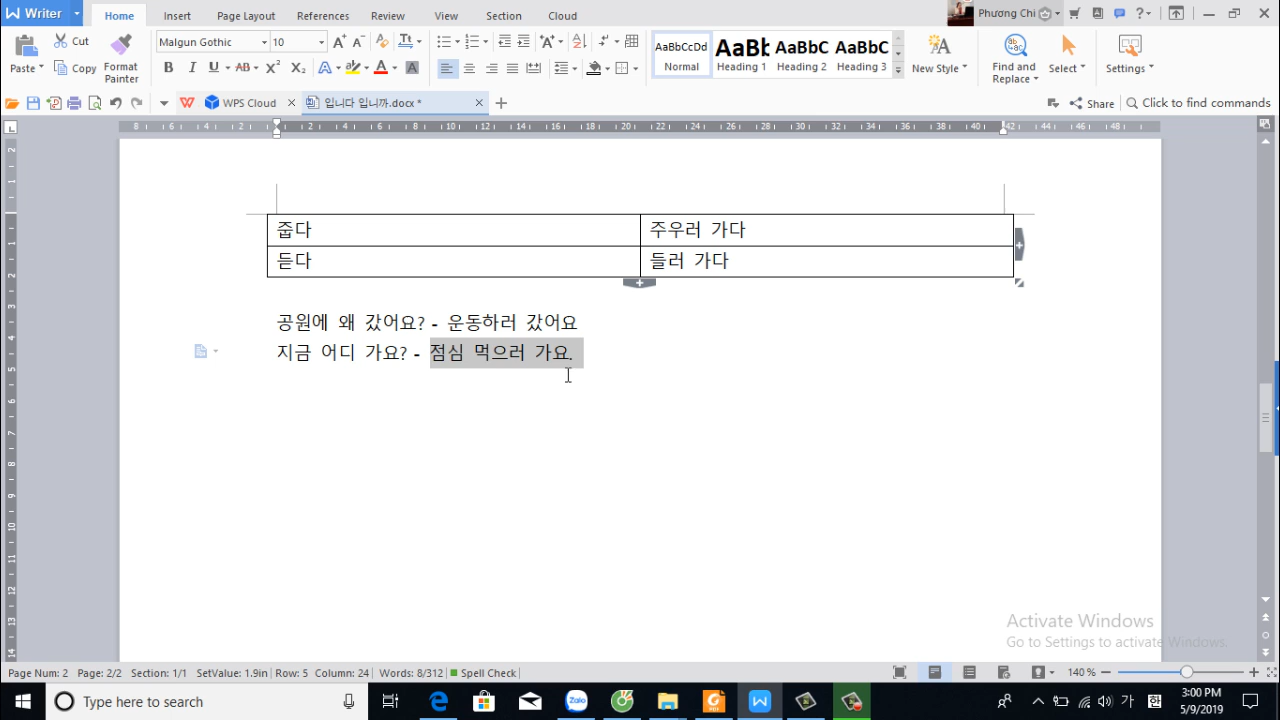 Writer
Home
Insert
Page Layout
References
Review
View
Section
Cloud
Phương Chi
Paste
Cut
Copy
Format Painter
Malgun Gothic
10
AaBbCcDd
Normal
AaBb
Heading 1
AaBbC
Heading 2
AaBbC
Heading 3
New Style
Find and Replace
Select
Settings
WPS Cloud
입니다 입니까.docx *
Share
Click to find commands
줍다 주우러 가다
듣다 들러 가다
공원에 왜 갔어요? - 운동하러 갔어요
지금 어디 가요? - 점심 먹으러 가요.
Activate Windows
Go to Settings to activate Windows.
Page Num: 2 Page: 2/2 Section: 1/1 SetValue: 1.9in Row: 5 Column: 24 Words: 8/312 Spell Check
140 %
Type here to search
가
한
3:00 PM
5/9/2019